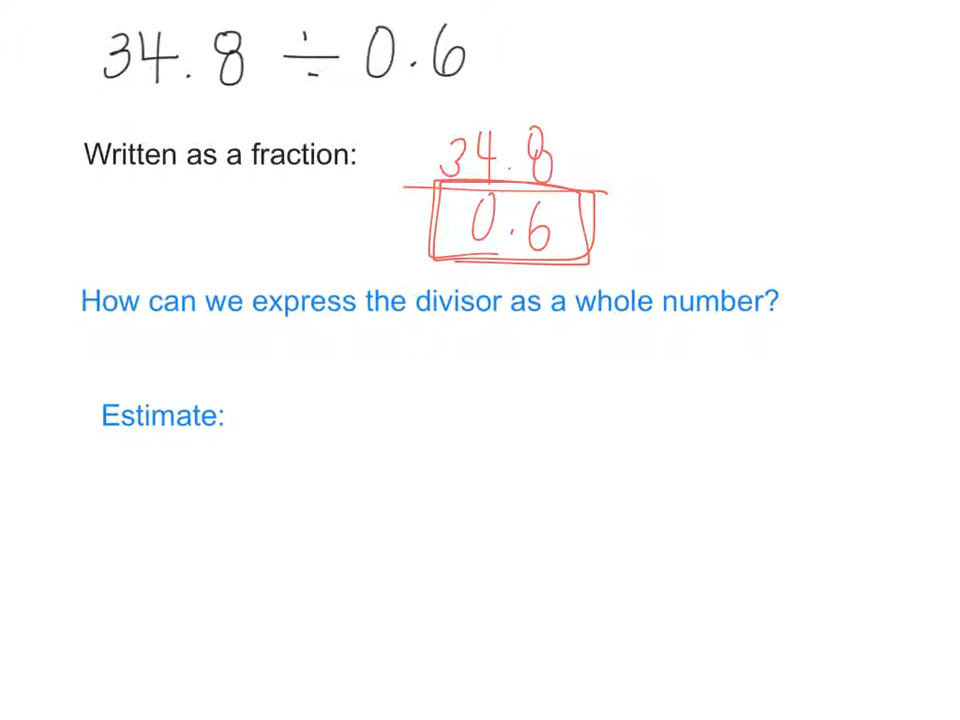 34.8 ÷ 0.6
Written as a fraction:
34.8
0.6
How can we express the divisor as a whole number?
Estimate: